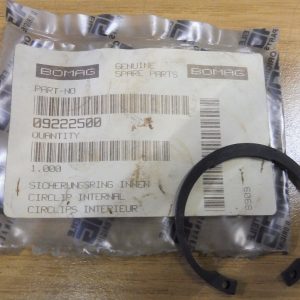 BOMAG
GENUINE
SPARE PARTS
BOMAG
PART-NO
09222500
QUANTITY
1.000
SICHERUNGSRING INNEN
CIRCLIP INTERNAL
CIRCLIPS INTERIEUR